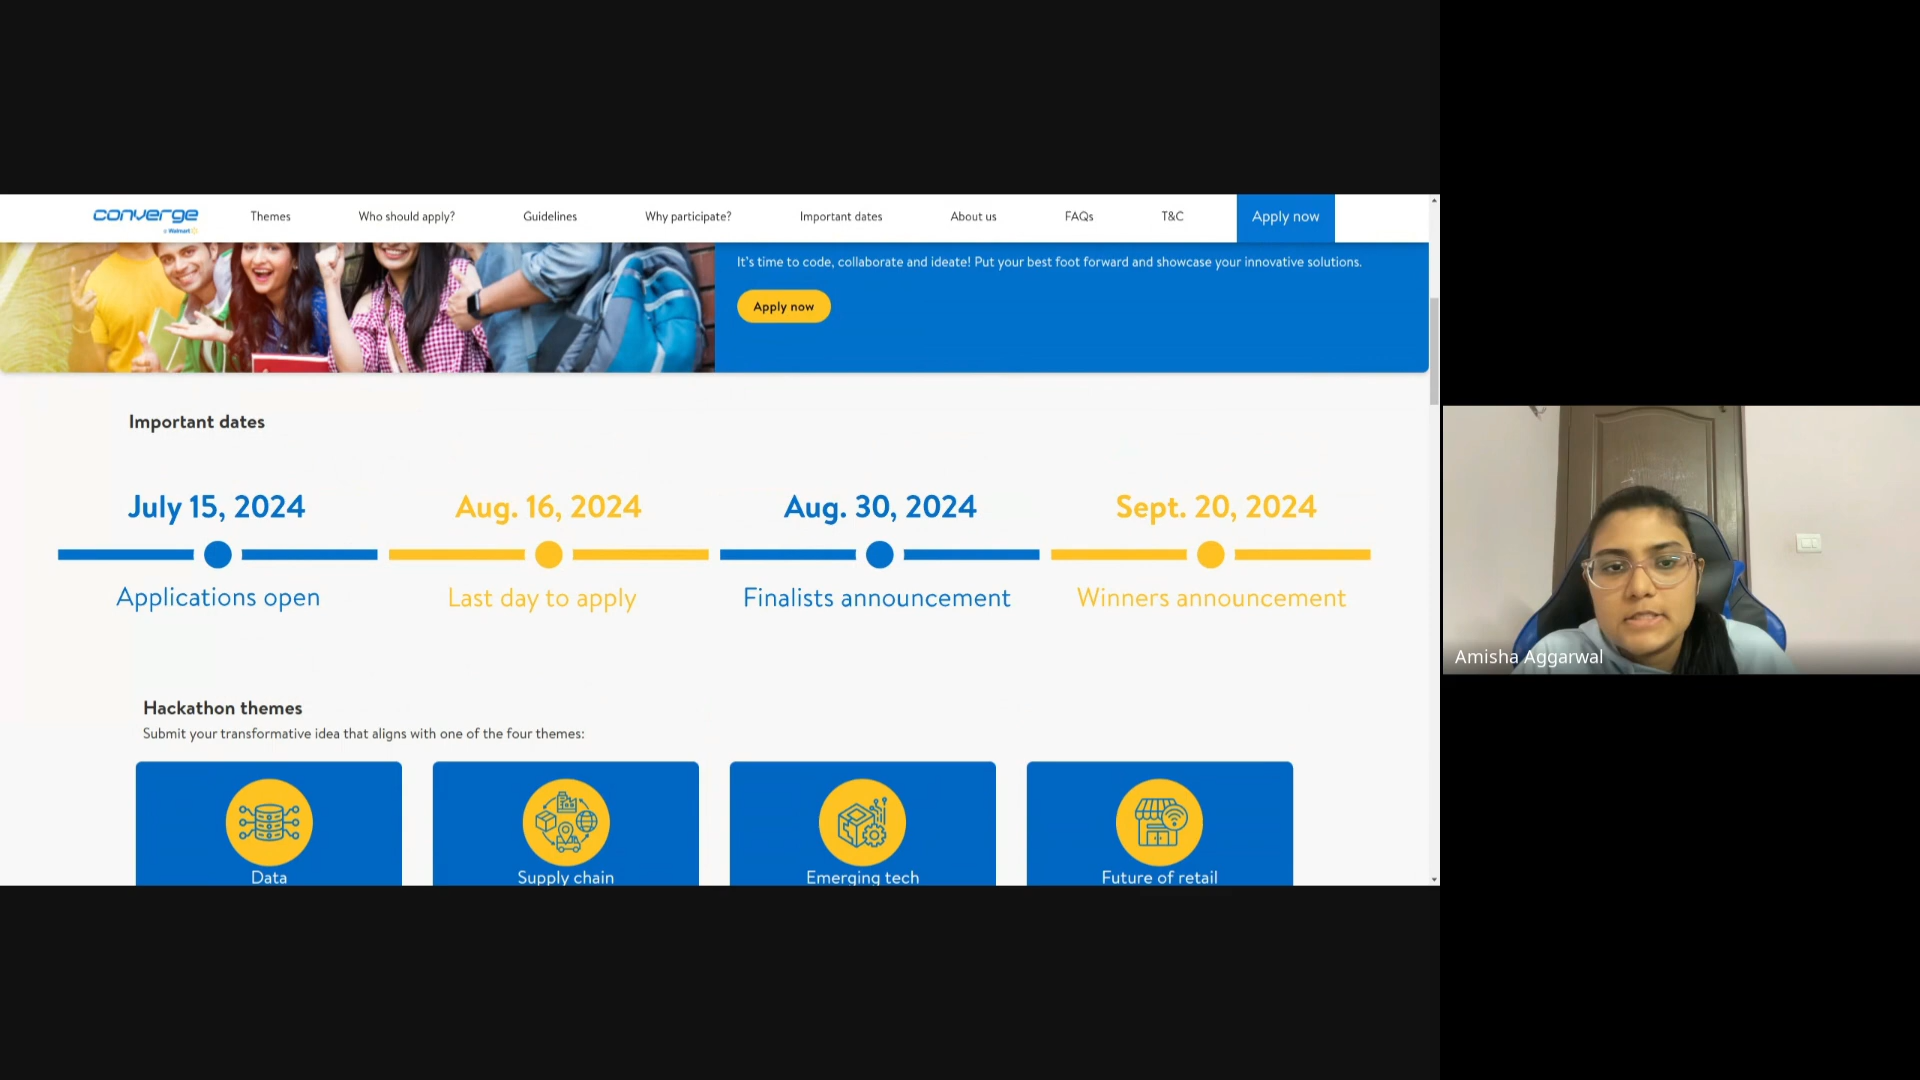 converge
Walmart
Themes
Who should apply?
Guidelines
Why participate?
Important dates
About us
FAQs
T&C
Apply now
It's time to code, collaborate and ideate! Put your best foot forward and showcase your innovative solutions.
Apply now
Important dates
July 15, 2024
Aug. 16, 2024
Aug. 30, 2024
Sept. 20, 2024
Applications open
Last day to apply
Finalists announcement
Winners announcement
Hackathon themes
Submit your transformative idea that aligns with one of the four themes:
Data
Supply chain
Emerging tech
Future of retail
Amisha Aggarwal